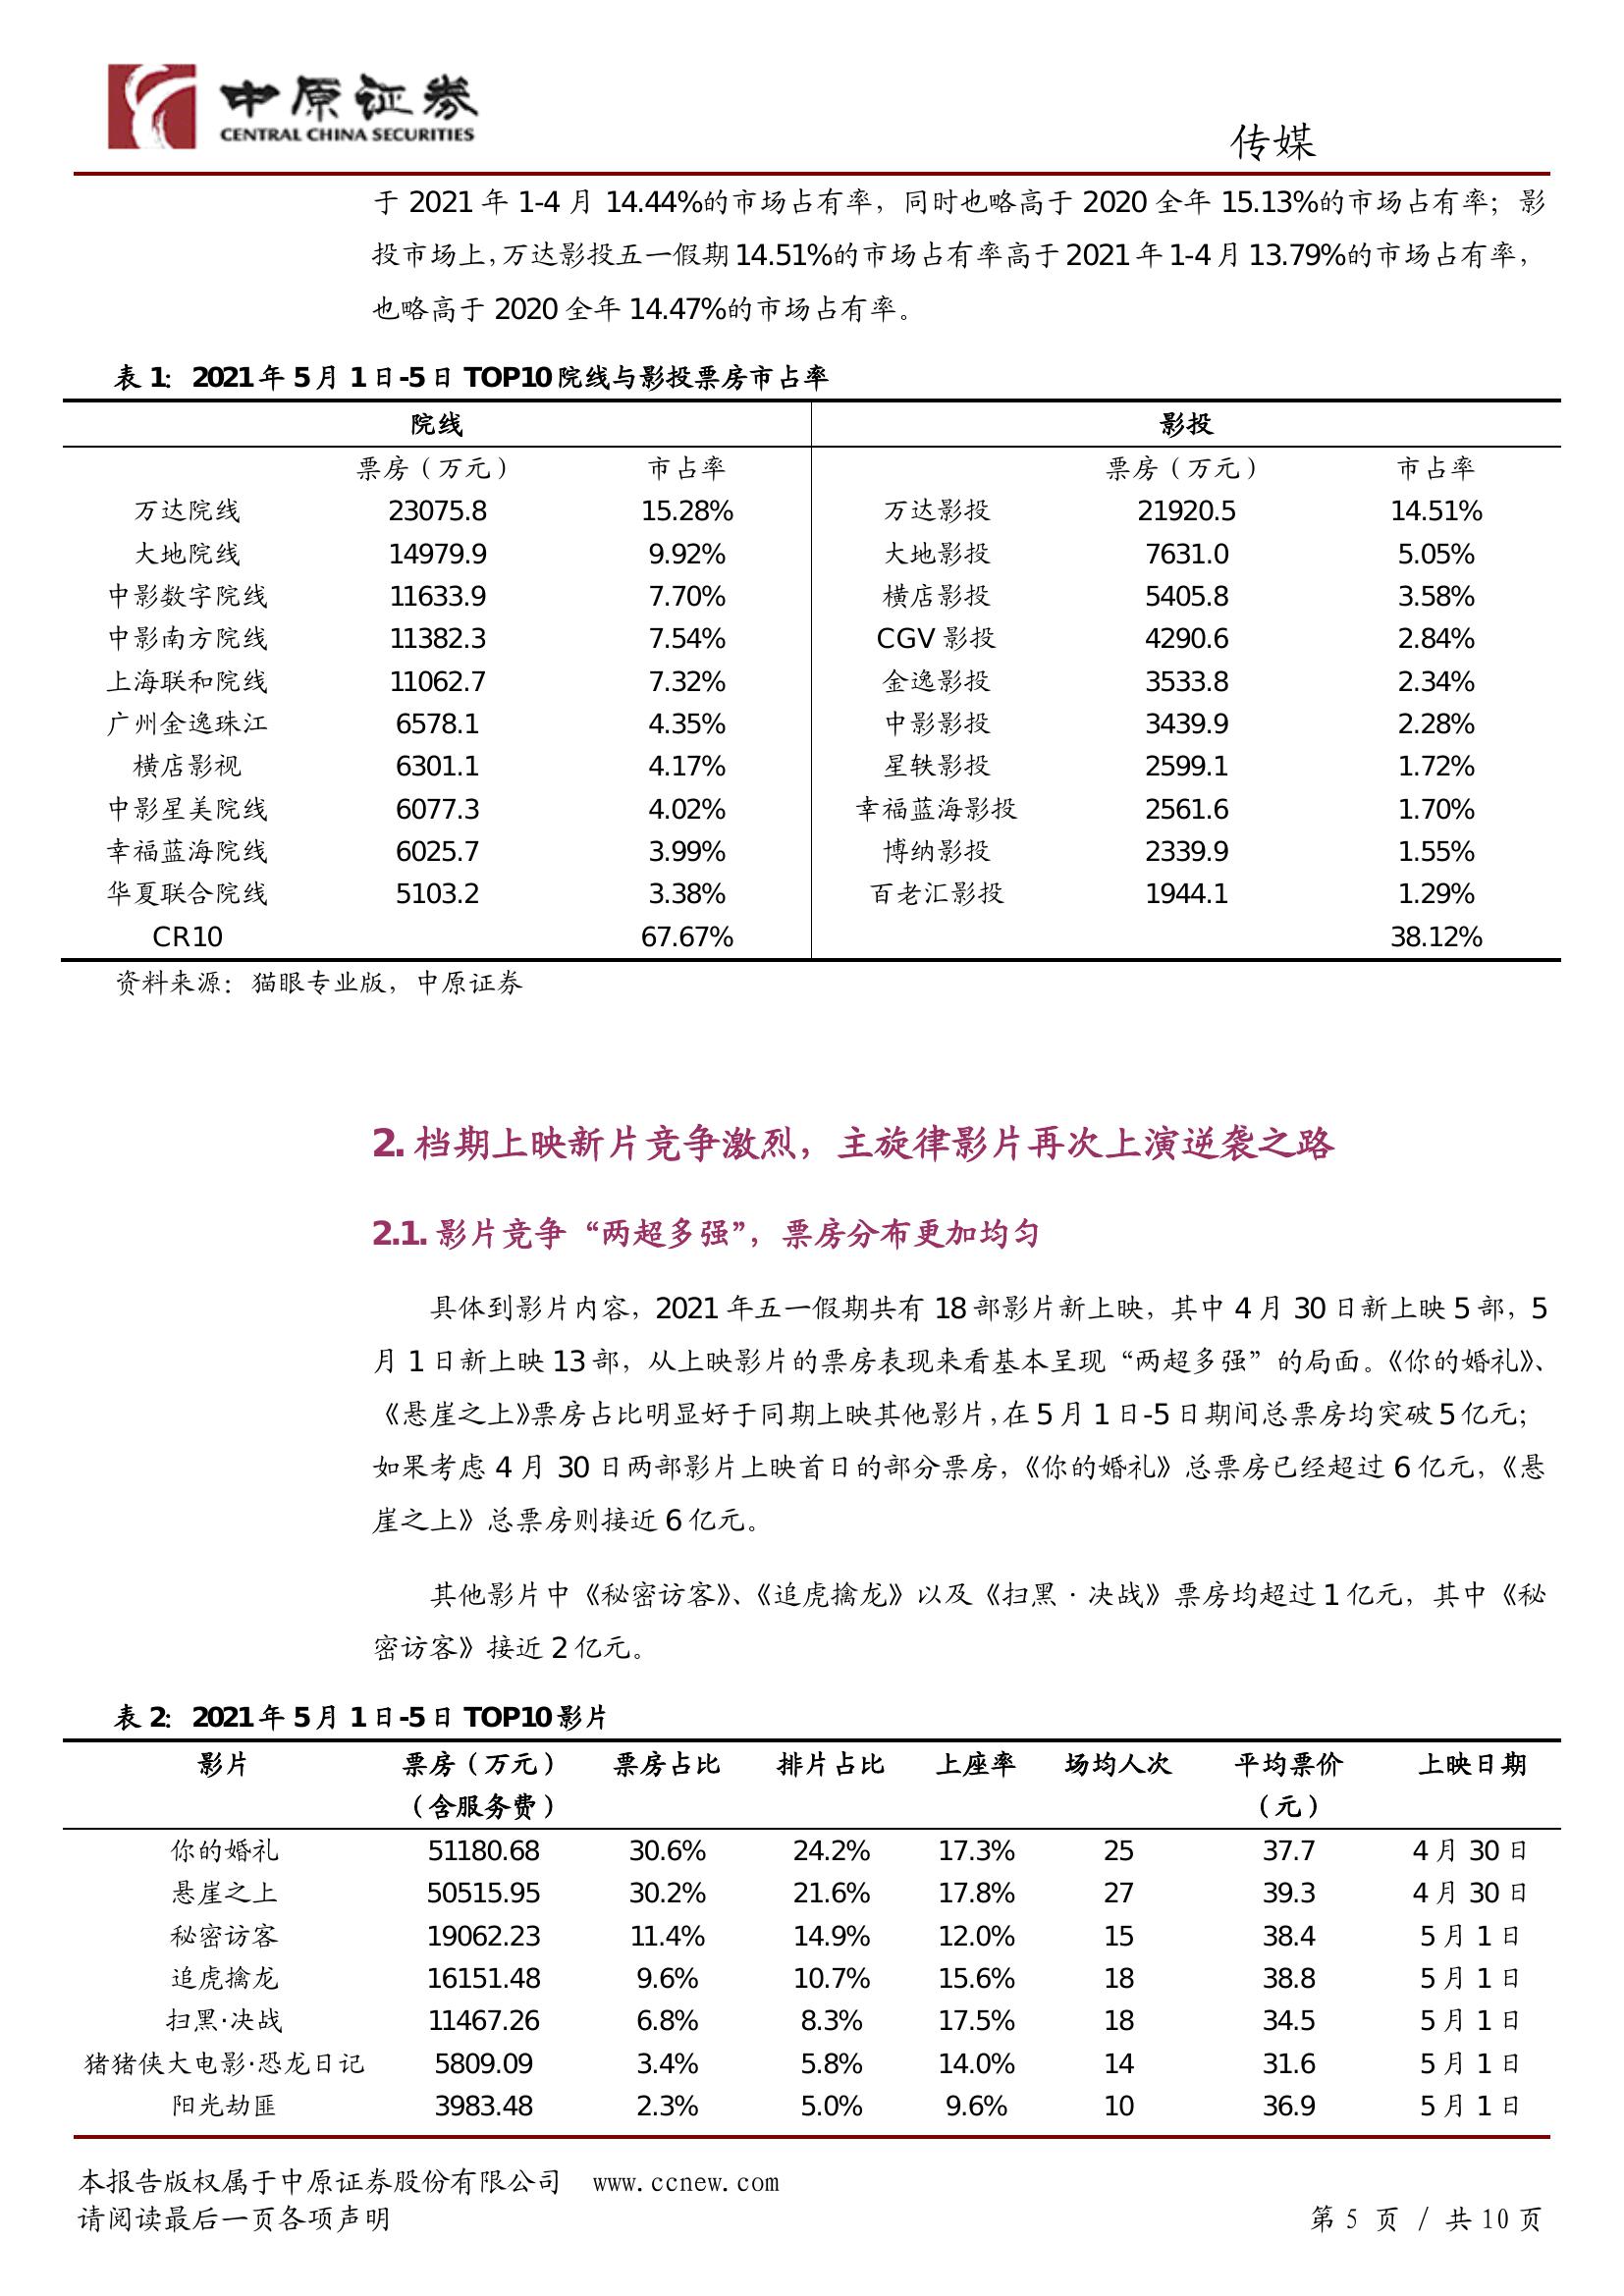 中原证券
CENTRAL CHINA SECURITIES
传媒
于 2021 年 1-4 月 14.44%的市场占有率，同时也略高于 2020 全年 15.13%的市场占有率；影
投市场上，万达影投五一假期 14.51%的市场占有率高于 2021 年 1-4 月 13.79%的市场占有率，
也略高于 2020 全年 14.47%的市场占有率。
表 1： 2021 年 5 月 1 日-5 日 TOP10 院线与影投票房市占率
院线 影投
票房（万元） 市占率 票房（万元） 市占率
万达院线 23075.8 15.28% 万达影投 21920.5 14.51%
大地院线 14979.9 9.92% 大地影投 7631.0 5.05%
中影数字院线 11633.9 7.70% 横店影投 5405.8 3.58%
中影南方院线 11382.3 7.54% CGV 影投 4290.6 2.84%
上海联和院线 11062.7 7.32% 金逸影投 3533.8 2.34%
广州金逸珠江 6578.1 4.35% 中影影投 3439.9 2.28%
横店影视 6301.1 4.17% 星轶影投 2599.1 1.72%
中影星美院线 6077.3 4.02% 幸福蓝海影投 2561.6 1.70%
幸福蓝海院线 6025.7 3.99% 博纳影投 2339.9 1.55%
华夏联合院线 5103.2 3.38% 百老汇影投 1944.1 1.29%
CR10 67.67% 38.12%
资料来源：猫眼专业版，中原证券
2. 档期上映新片竞争激烈，主旋律影片再次上演逆袭之路
2.1. 影片竞争“两超多强”，票房分布更加均匀
具体到影片内容，2021 年五一假期共有 18 部影片新上映，其中 4 月 30 日新上映 5 部，5
月 1 日新上映 13 部，从上映影片的票房表现来看基本呈现“两超多强”的局面。《你的婚礼》、
《悬崖之上》票房占比明显好于同期上映其他影片，在 5 月 1 日-5 日期间总票房均突破 5 亿元；
如果考虑 4 月 30 日两部影片上映首日的部分票房，《你的婚礼》总票房已经超过 6 亿元，《悬
崖之上》总票房则接近 6 亿元。
其他影片中《秘密访客》、《追虎擒龙》以及《扫黑·决战》票房均超过 1 亿元，其中《秘
密访客》接近 2 亿元。
表 2： 2021 年 5 月 1 日-5 日 TOP10 影片
影片 票房（万元） 票房占比 排片占比 上座率 场均人次 平均票价 上映日期
（含服务费） （元）
你的婚礼 51180.68 30.6% 24.2% 17.3% 25 37.7 4 月 30 日
悬崖之上 50515.95 30.2% 21.6% 17.8% 27 39.3 4 月 30 日
秘密访客 19062.23 11.4% 14.9% 12.0% 15 38.4 5 月 1 日
追虎擒龙 16151.48 9.6% 10.7% 15.6% 18 38.8 5 月 1 日
扫黑·决战 11467.26 6.8% 8.3% 17.5% 18 34.5 5 月 1 日
猪猪侠大电影·恐龙日记 5809.09 3.4% 5.8% 14.0% 14 31.6 5 月 1 日
阳光劫匪 3983.48 2.3% 5.0% 9.6% 10 36.9 5 月 1 日
本报告版权属于中原证券股份有限公司 www.ccnew.com
请阅读最后一页各项声明 第 5 页 / 共 10 页